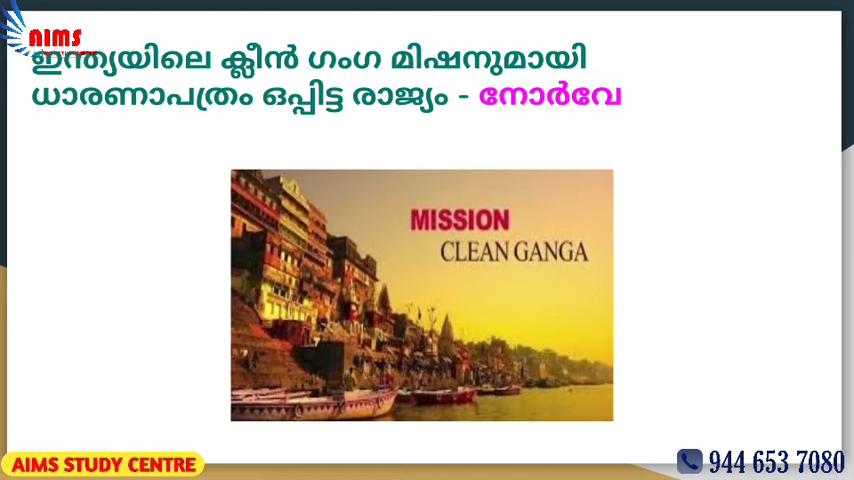 AIMS
ഇന്ത്യയിലെ ക്ലീൻ ഗംഗ മിഷനുമായി
ധാരണാപത്രം ഒപ്പിട്ട രാജ്യം - നോർവേ
MISSION
CLEAN GANGA
AIMS STUDY CENTRE
944 653 7080